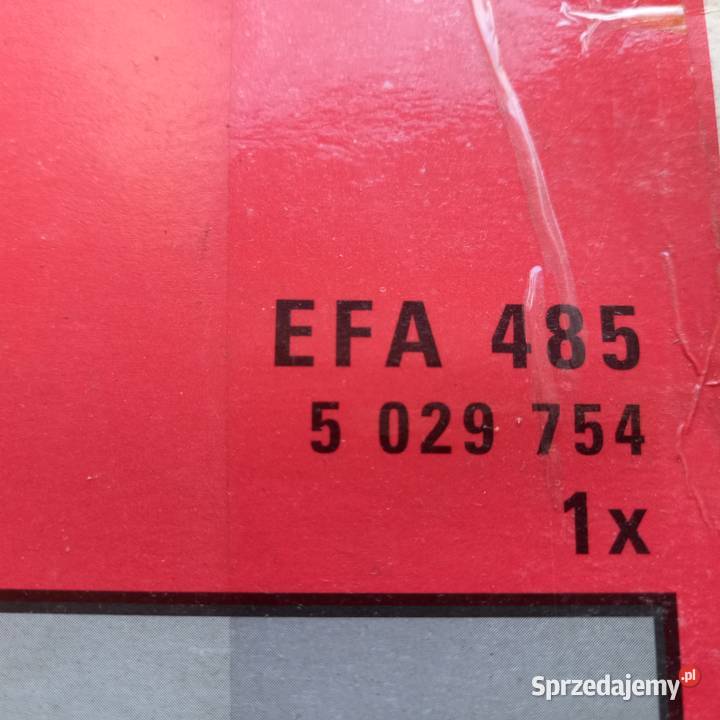 EFA 485
5 029 754
1x
Sprzedajemy.pl